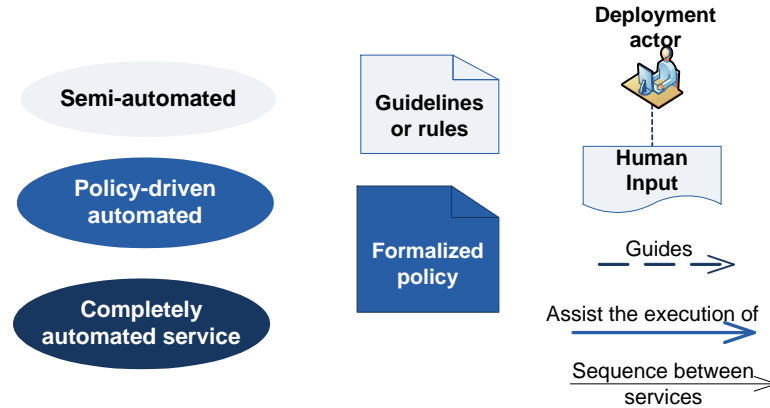 Semi-automated
Policy-driven
automated
Completely
automated service
Guidelines
or rules
Formalized
policy
Deployment
actor
Human
Input
Guides
Assist the execution of
Sequence between
services